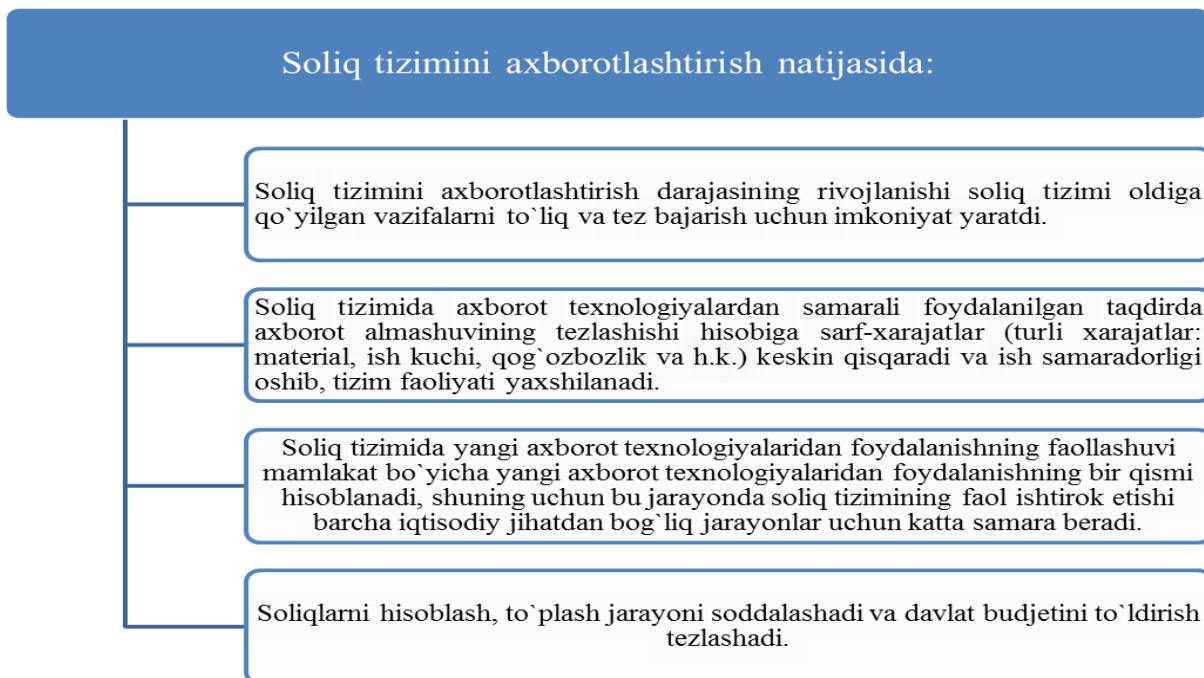 Soliq tizimini axborotlashtirish natijasida:
Soliq tizimini axborotlashtirish darajasining rivojlanishi soliq tizimi oldiga
qo`yilgan vazifalarni to`liq va tez bajarish uchun imkoniyat yaratdi.
Soliq tizimida axborot texnologiyalardan samarali foydalanilgan taqdirda
axborot almashuvining tezlashishi hisobiga sarf-xarajatlar (turli xarajatlar:
material, ish kuchi, qog`ozbozlik va h.k.) keskin qisqaradi va ish samaradorligi
oshib, tizim faoliyati yaxshilanadi.
Soliq tizimida yangi axborot texnologiyalaridan foydalanishning faollashuvi
mamlakat bo`yicha yangi axborot texnologiyalaridan foydalanishning bir qismi
hisoblanadi, shuning uchun bu jarayonda soliq tizimining faol ishtirok etishi
barcha iqtisodiy jihatdan bog`liq jarayonlar uchun katta samara beradi.
Soliqlarni hisoblash, to`plash jarayoni soddalashadi va davlat budjetini to`ldirish
tezlashadi.